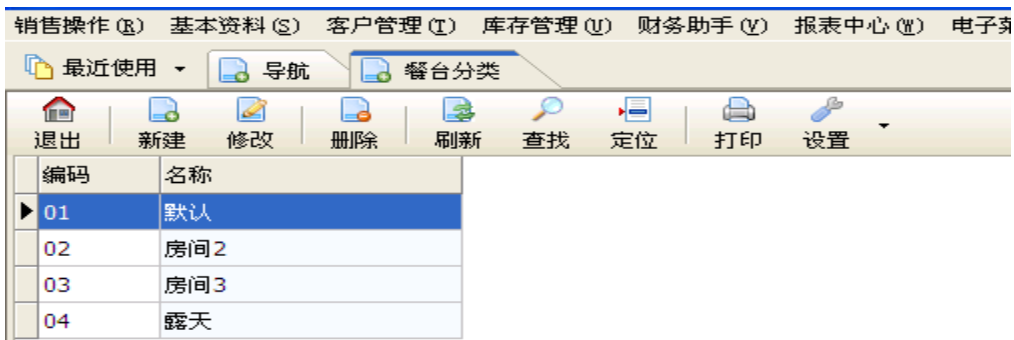 销售操作(R) 基本资料(S) 客户管理(T) 库存管理(U) 财务助手(V) 报表中心(W) 电子菜
最近使用 导航 餐台分类
退出 新建 修改 删除 刷新 查找 定位 打印 设置
编码 名称
01 默认
02 房间2
03 房间3
04 露天